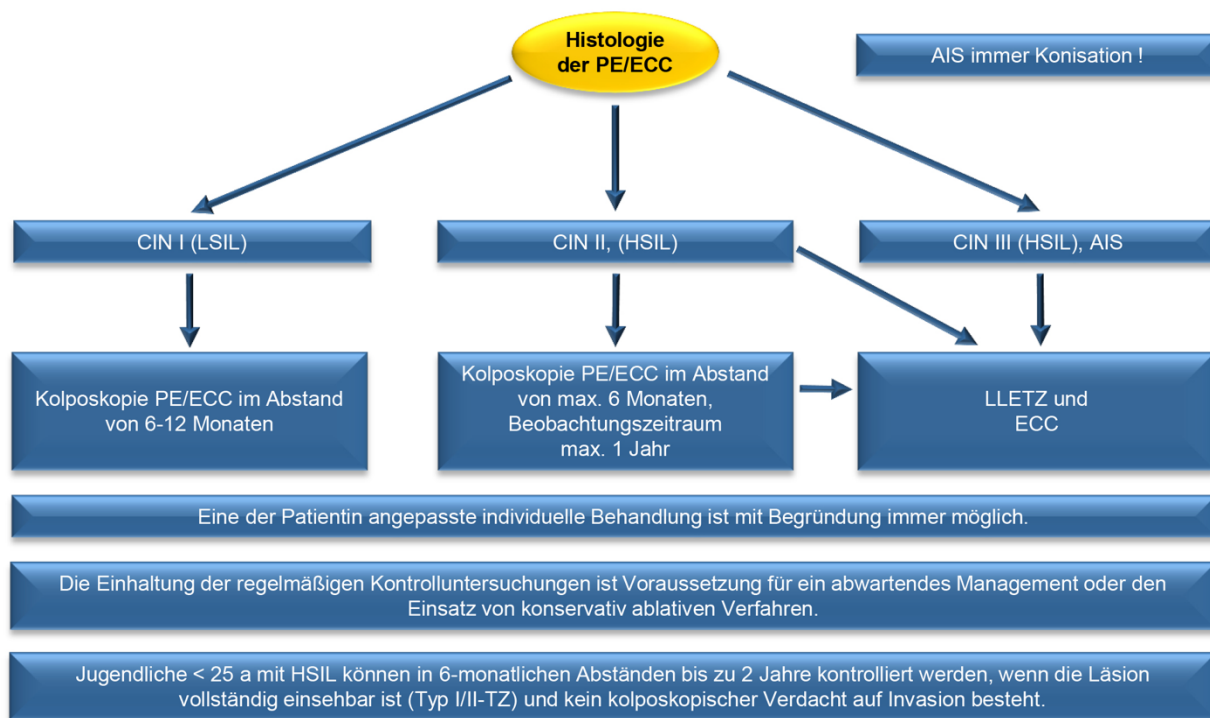 Histologie
der PE/ECC
AIS immer Konisation !
CIN I (LSIL)
CIN II, (HSIL)
CIN III (HSIL), AIS
Kolposkopie PE/ECC im Abstand
von 6-12 Monaten
Kolposkopie PE/ECC im Abstand
von max. 6 Monaten,
Beobachtungszeitraum
max. 1 Jahr
LLETZ und
ECC
Eine der Patientin angepasste individuelle Behandlung ist mit Begründung immer möglich.
Die Einhaltung der regelmäßigen Kontrolluntersuchungen ist Voraussetzung für ein abwartendes Management oder den
Einsatz von konservativ ablativen Verfahren.
Jugendliche < 25 a mit HSIL können in 6-monatlichen Abständen bis zu 2 Jahre kontrolliert werden, wenn die Läsion
vollständig einsehbar ist (Typ I/II-TZ) und kein kolposkopischer Verdacht auf Invasion besteht.